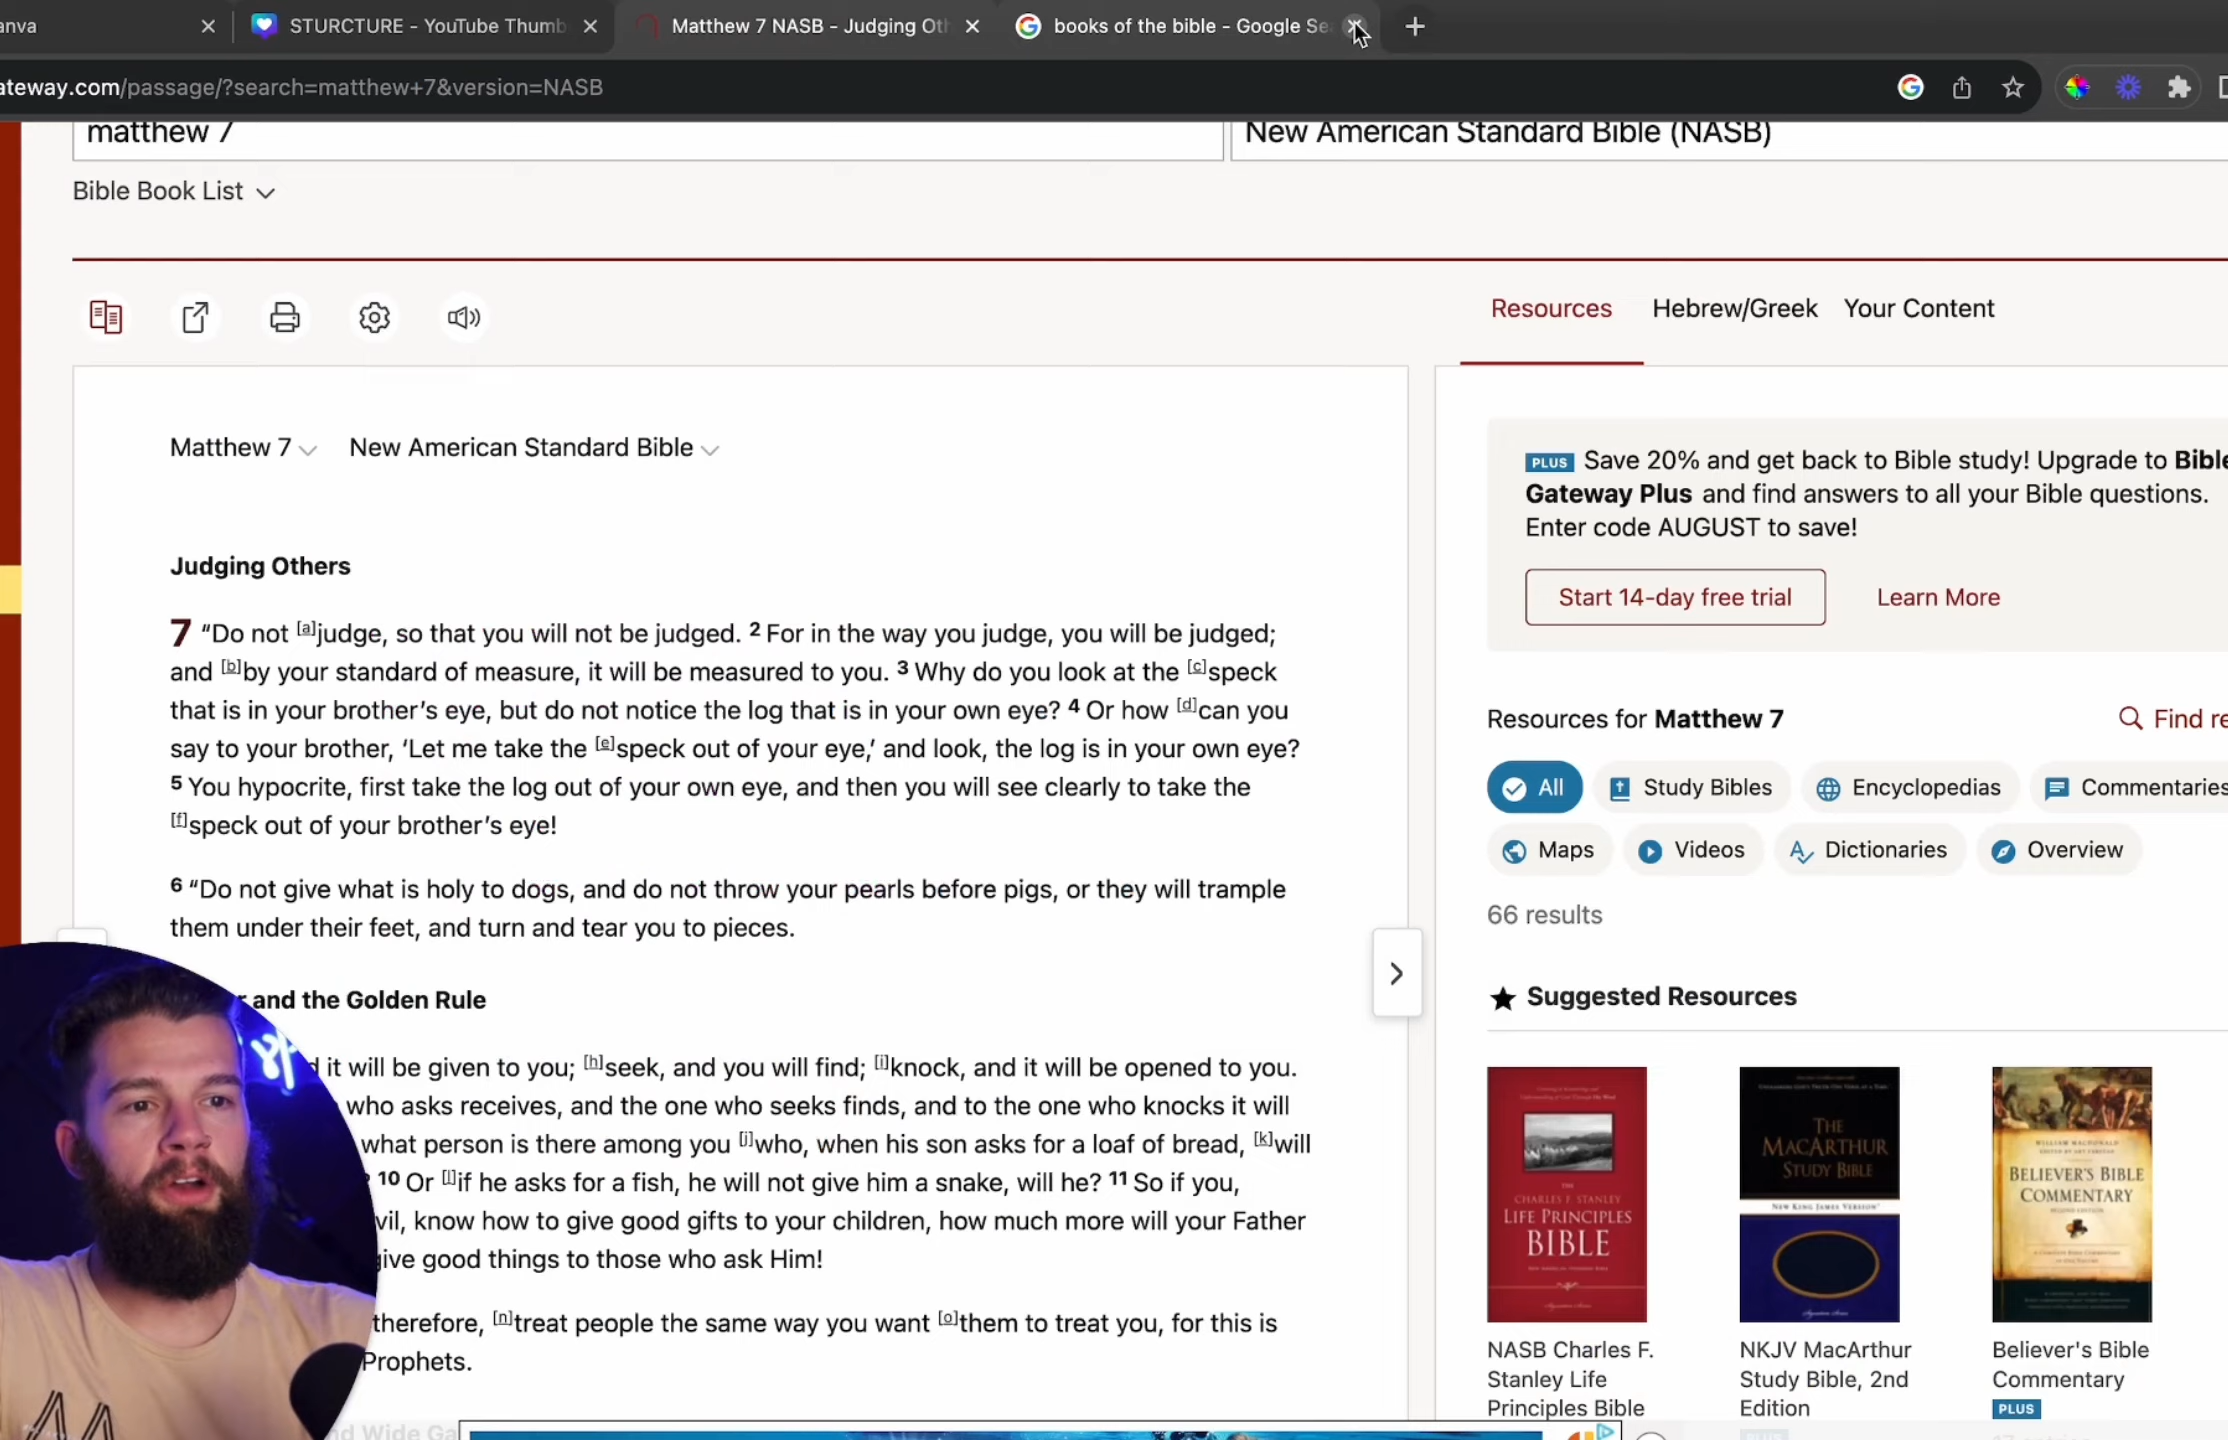 anva
STURCTURE - YouTube Thumb
Matthew 7 NASB - Judging Oth
books of the bible - Google Sea
ateway.com/passage/?search=matthew+7&version=NASB
matthew 7
New American Standard Bible (NASB)
Bible Book List
Resources Hebrew/Greek Your Content
Matthew 7 New American Standard Bible
Judging Others
7 “Do not [a]judge, so that you will not be judged. 2 For in the way you judge, you will be judged;
and [b]by your standard of measure, it will be measured to you. 3 Why do you look at the [c]speck
that is in your brother’s eye, but do not notice the log that is in your own eye? 4 Or how [d]can you
say to your brother, ‘Let me take the [e]speck out of your eye,’ and look, the log is in your own eye?
5 You hypocrite, first take the log out of your own eye, and then you will see clearly to take the
[f]speck out of your brother’s eye!
6 “Do not give what is holy to dogs, and do not throw your pearls before pigs, or they will trample
them under their feet, and turn and tear you to pieces.
r and the Golden Rule
d it will be given to you; [h]seek, and you will find; [i]knock, and it will be opened to you.
who asks receives, and the one who seeks finds, and to the one who knocks it will
what person is there among you [j]who, when his son asks for a loaf of bread, [k]will
? 10 Or [l]if he asks for a fish, he will not give him a snake, will he? 11 So if you,
vil, know how to give good gifts to your children, how much more will your Father
give good things to those who ask Him!
therefore, [n]treat people the same way you want [o]them to treat you, for this is
Prophets.
nd Wide Ga
PLUS Save 20% and get back to Bible study! Upgrade to Bible
Gateway Plus and find answers to all your Bible questions.
Enter code AUGUST to save!
Start 14-day free trial Learn More
Resources for Matthew 7
Find re
All Study Bibles Encyclopedias Commentaries
Maps Videos Dictionaries Overview
66 results
Suggested Resources
THE
CHARLES F. STANLEY
LIFE PRINCIPLES
BIBLE
THE
MACARTHUR
STUDY BIBLE
NEW KING JAMES VERSION
WILLIAM MACDONALD
BELIEVER'S BIBLE
COMMENTARY
NASB Charles F.
Stanley Life
Principles Bible
NKJV MacArthur
Study Bible, 2nd
Edition
PLUS
Believer's Bible
Commentary
PLUS